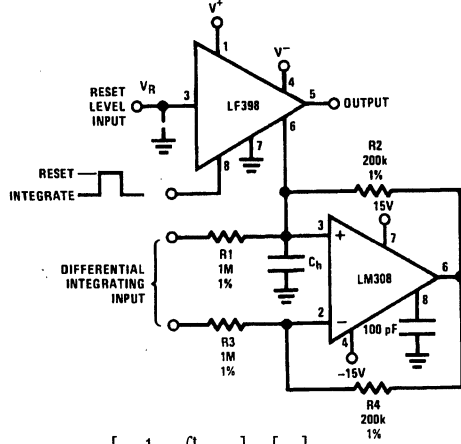 V+
1
V−
4
RESET
LEVEL
INPUT
VR
3
LF398
5
OUTPUT
6
7
8
RESET
INTEGRATE
R2
200k
1%
15V
7
R1
1M
1%
Ch
3
+
LM308
6
DIFFERENTIAL
INTEGRATING
INPUT
2
−
8
100 pF
4
−15V
R3
1M
1%
R4
200k
1%